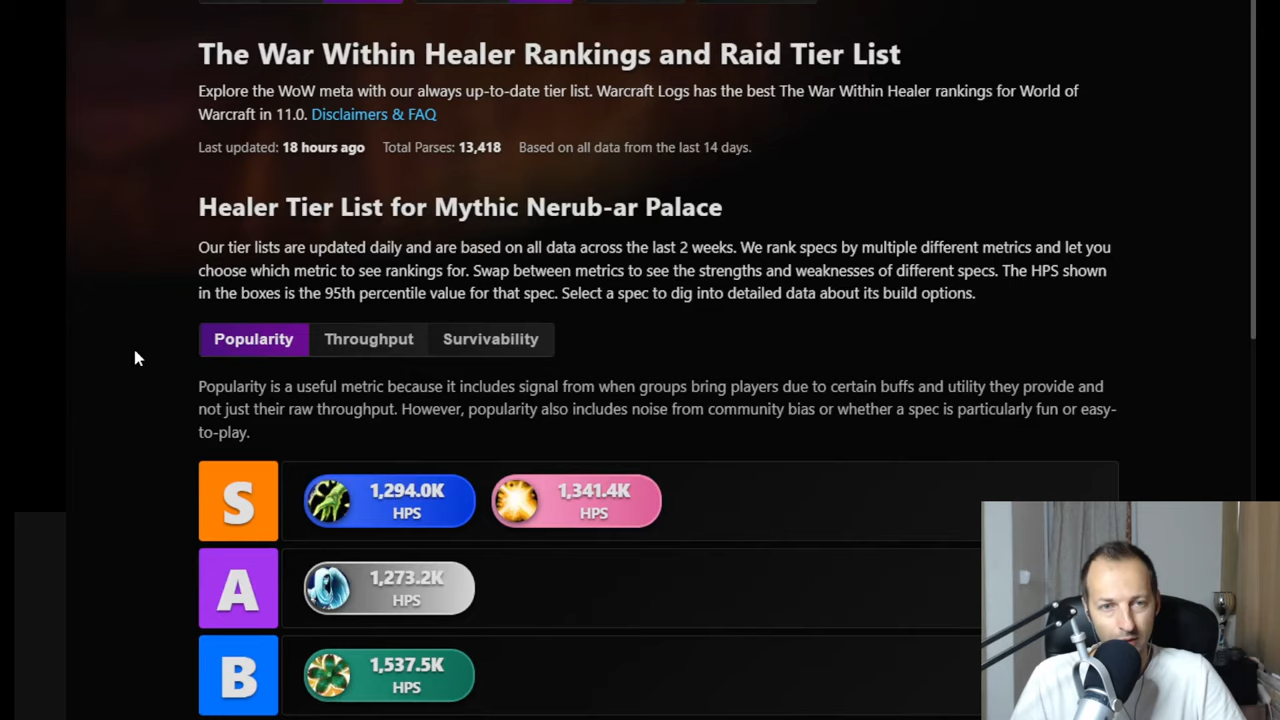 The War Within Healer Rankings and Raid Tier List
Explore the WoW meta with our always up-to-date tier list. Warcraft Logs has the best The War Within Healer rankings for World of
Warcraft in 11.0. Disclaimers & FAQ
Last updated: 18 hours ago Total Parses: 13,418 Based on all data from the last 14 days.
Healer Tier List for Mythic Nerub-ar Palace
Our tier lists are updated daily and are based on all data across the last 2 weeks. We rank specs by multiple different metrics and let you
choose which metric to see rankings for. Swap between metrics to see the strengths and weaknesses of different specs. The HPS shown
in the boxes is the 95th percentile value for that spec. Select a spec to dig into detailed data about its build options.
Popularity Throughput Survivability
Popularity is a useful metric because it includes signal from when groups bring players due to certain buffs and utility they provide and
not just their raw throughput. However, popularity also includes noise from community bias or whether a spec is particularly fun or easy-
to-play.
S
1,294.0K
HPS
1,341.4K
HPS
A
1,273.2K
HPS
B
1,537.5K
HPS